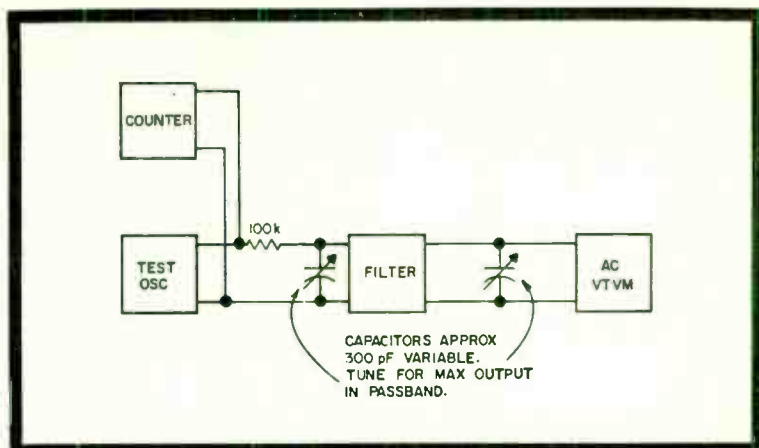 COUNTER
100k
TEST
OSC
FILTER
AC
VTVM
CAPACITORS APPROX
300 pF VARIABLE.
TUNE FOR MAX OUTPUT
IN PASSBAND.